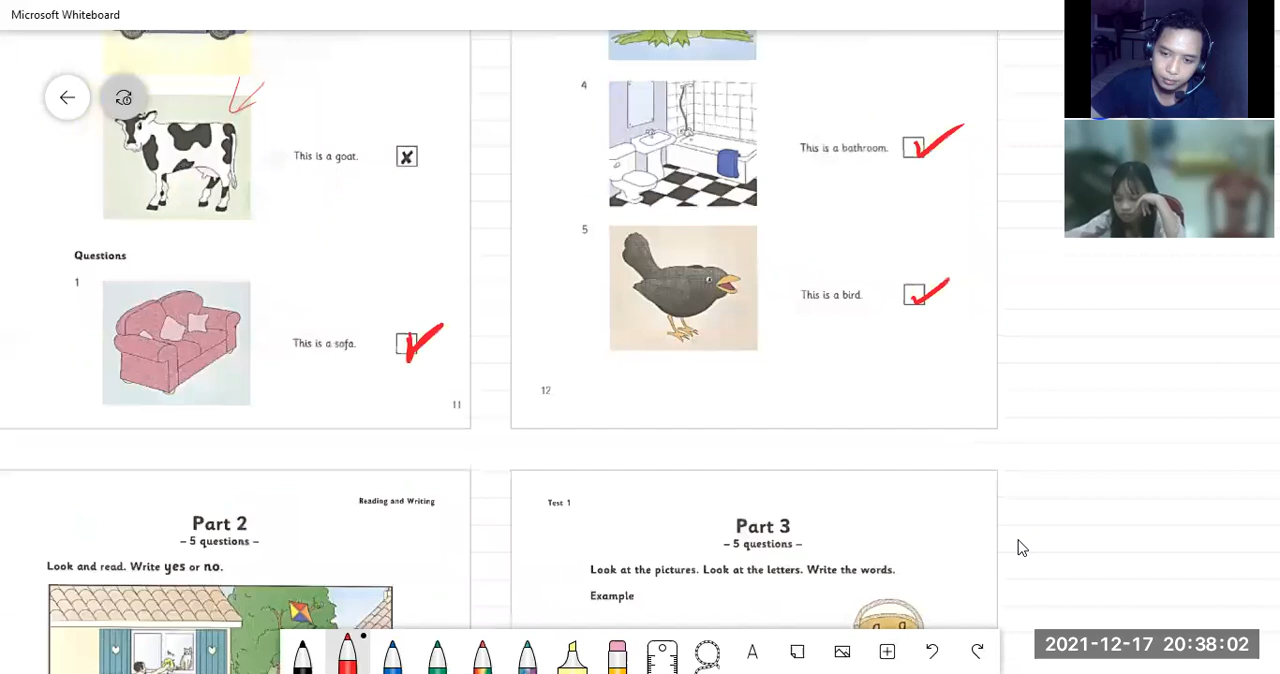 Microsoft Whiteboard
This is a goat.
Questions
1
This is a sofa.
11
4
This is a bathroom.
5
This is a bird.
12
Reading and Writing
Part 2
– 5 questions –
Look and read. Write yes or no.
Test 1
Part 3
– 5 questions –
Look at the pictures. Look at the letters. Write the words.
Example
A
2021-12-17 20:38:02